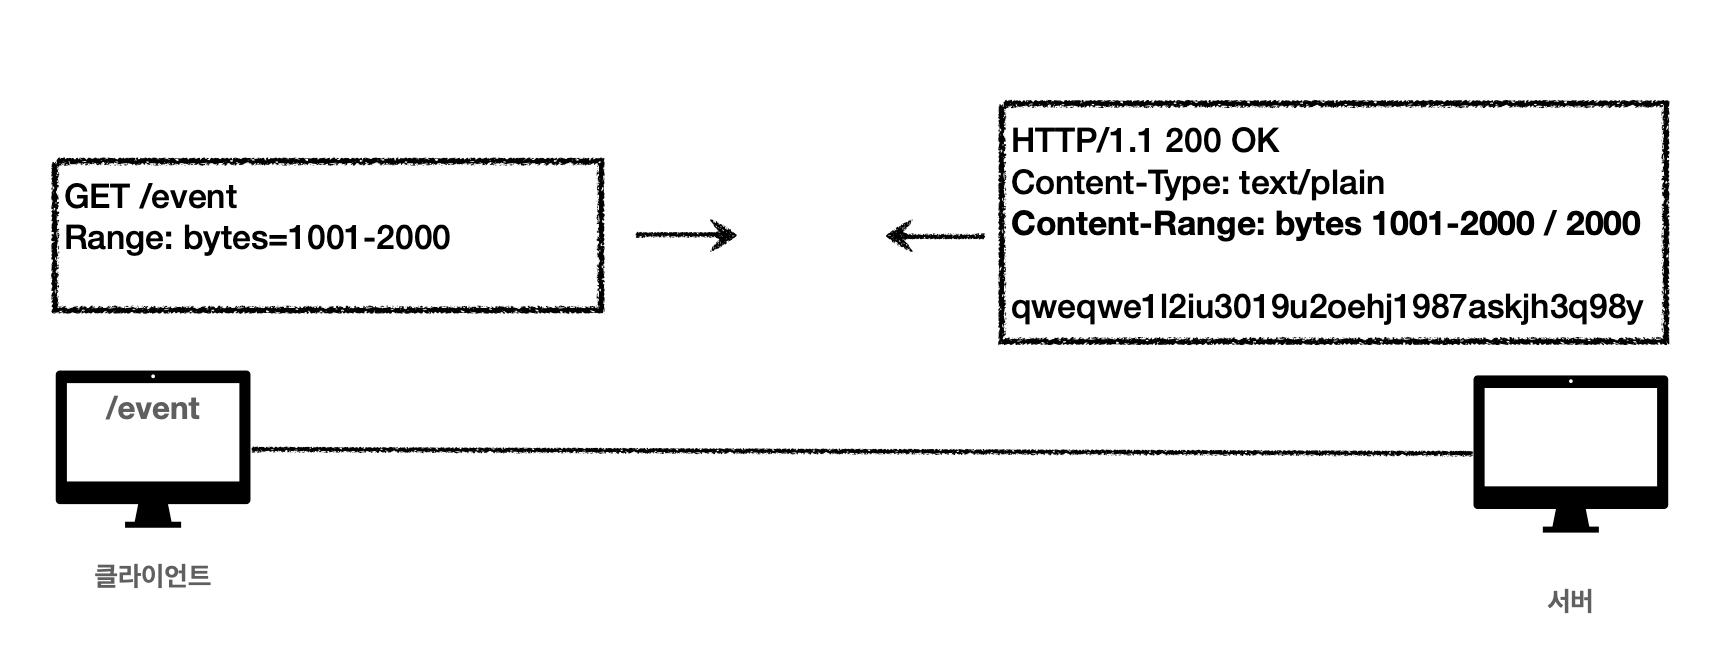 GET /event
Range: bytes=1001-2000
HTTP/1.1 200 OK
Content-Type: text/plain
Content-Range: bytes 1001-2000 / 2000
qweqwe1l2iu3019u2oehj1987askjh3q98y
/event
클라이언트
서버